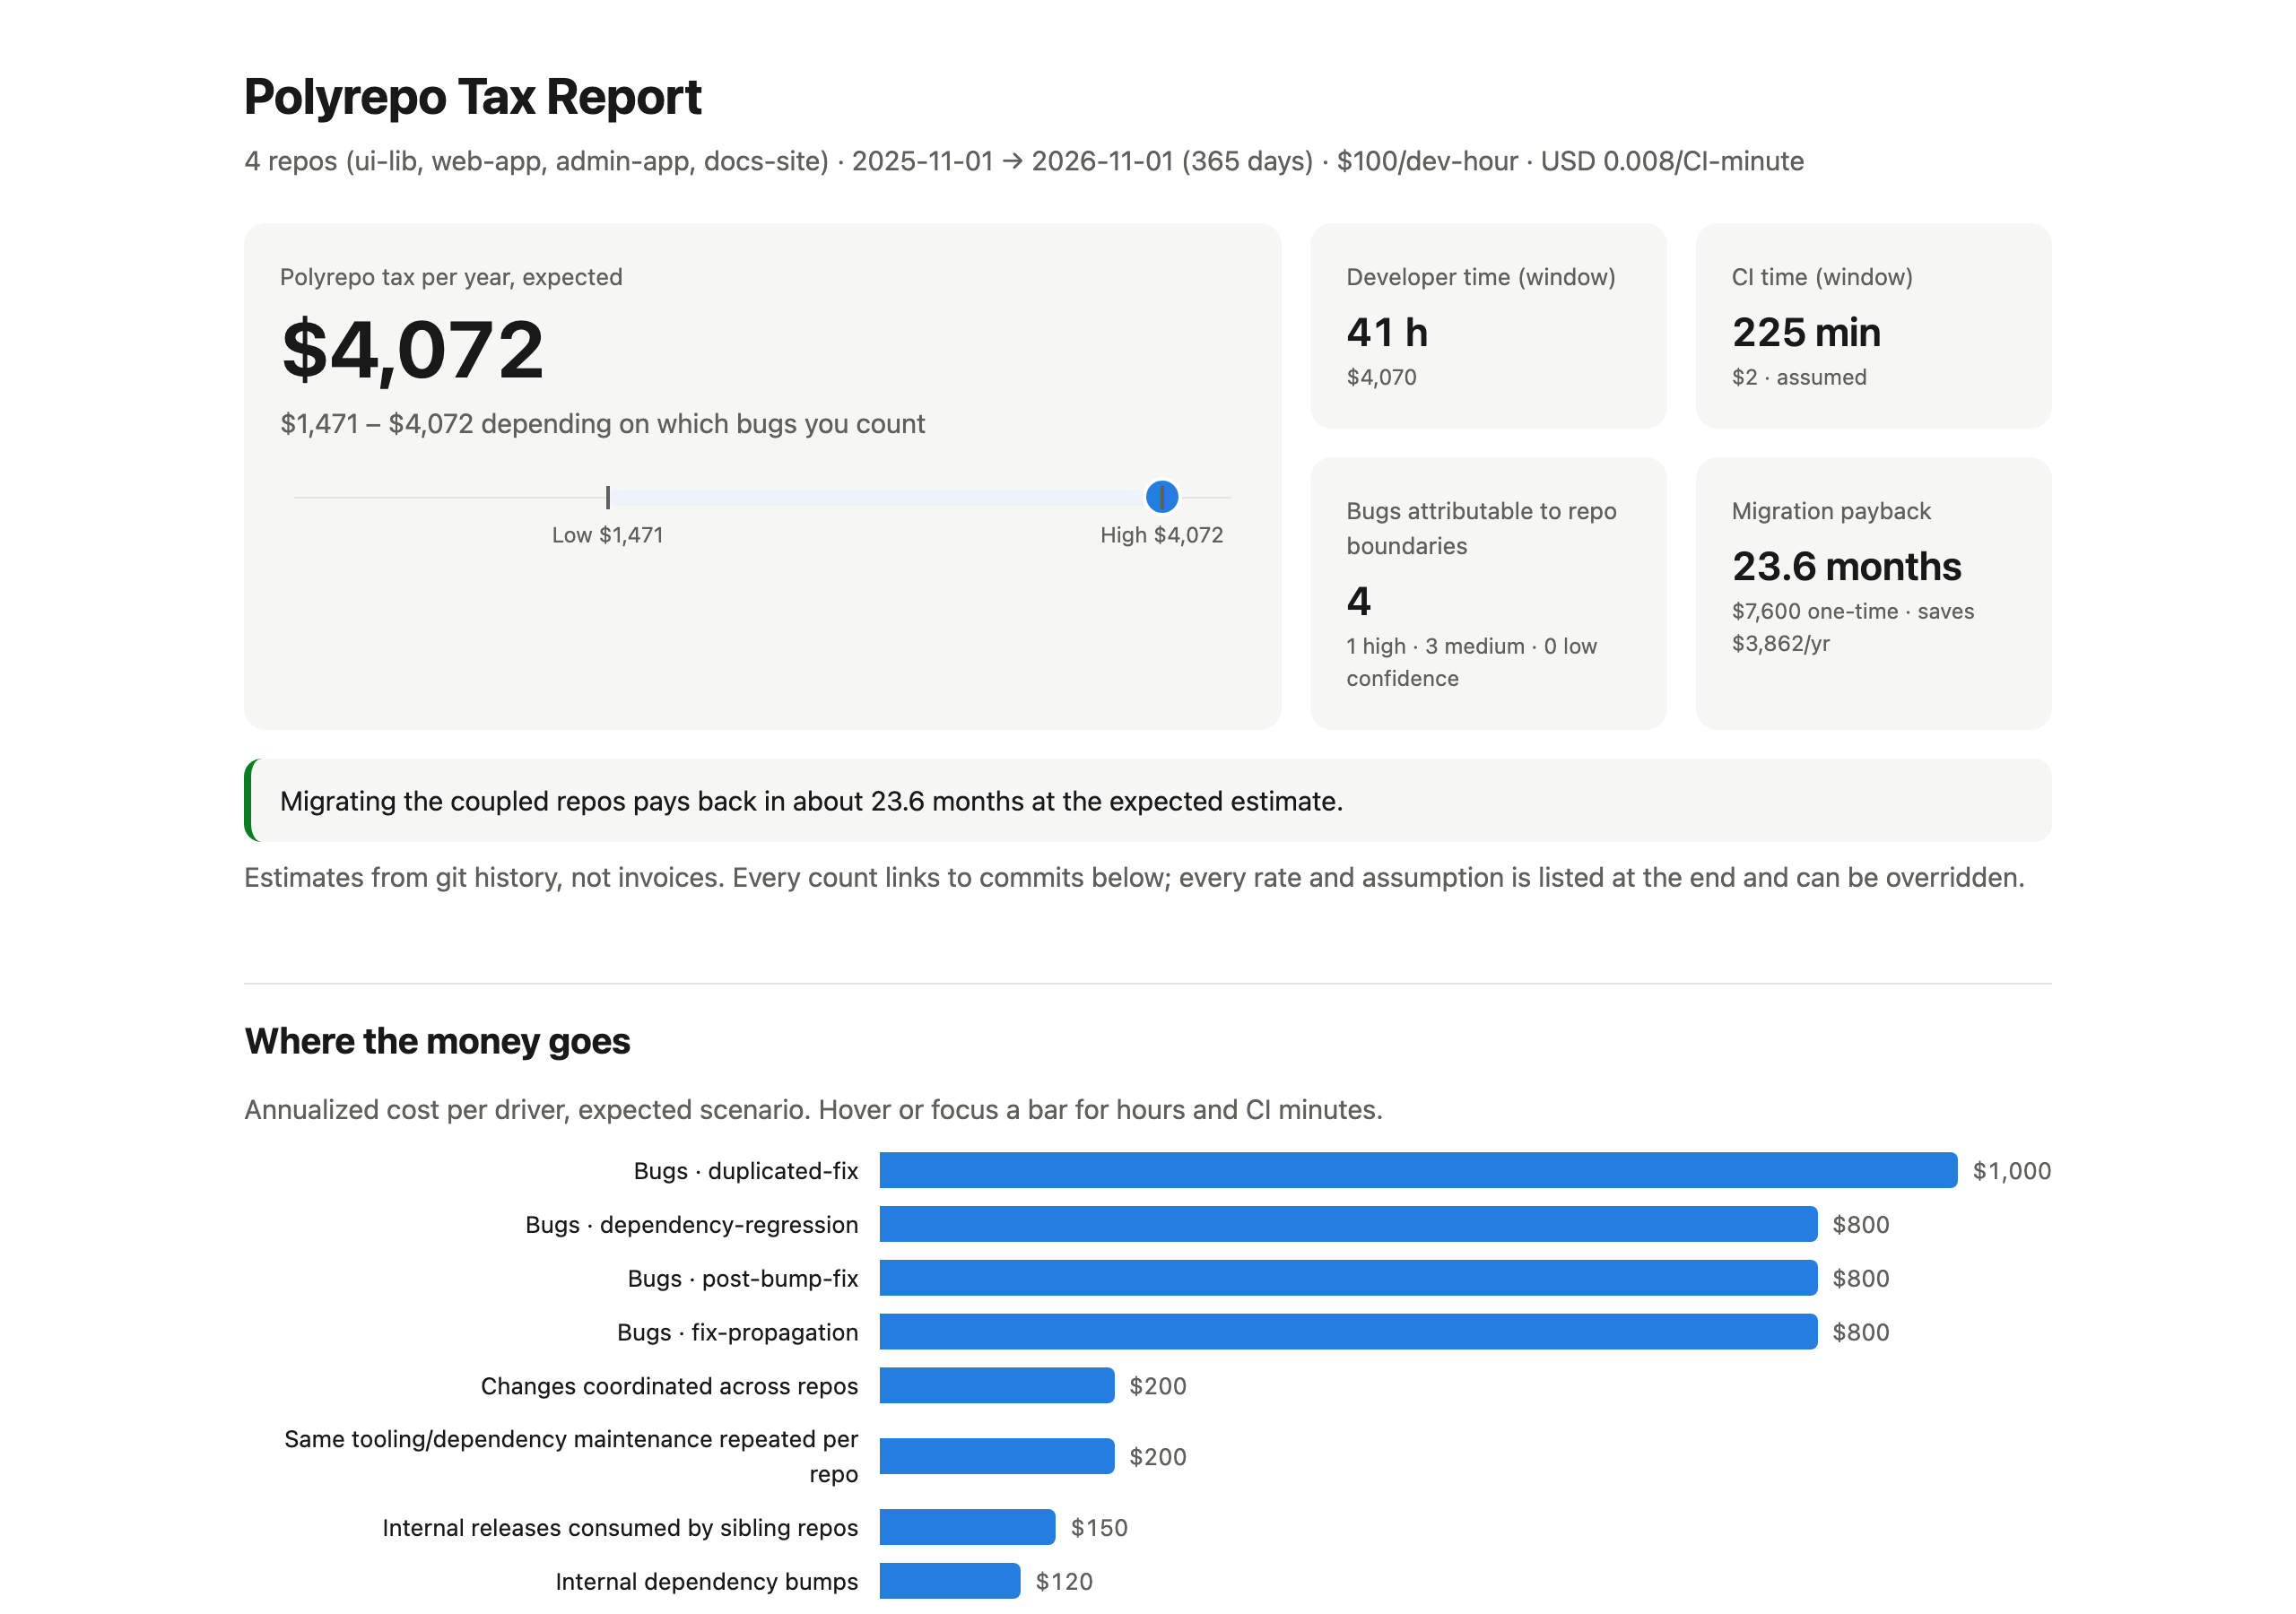 Polyrepo Tax Report
4 repos (ui-lib, web-app, admin-app, docs-site) · 2025-11-01 → 2026-11-01 (365 days) · $100/dev-hour · USD 0.008/CI-minute
Polyrepo tax per year, expected
$4,072
$1,471 – $4,072 depending on which bugs you count
Low $1,471
High $4,072
Developer time (window)
41 h
$4,070
CI time (window)
225 min
$2 · assumed
Bugs attributable to repo
boundaries
4
1 high · 3 medium · 0 low
confidence
Migration payback
23.6 months
$7,600 one-time · saves
$3,862/yr
Migrating the coupled repos pays back in about 23.6 months at the expected estimate.
Estimates from git history, not invoices. Every count links to commits below; every rate and assumption is listed at the end and can be overridden.
Where the money goes
Annualized cost per driver, expected scenario. Hover or focus a bar for hours and CI minutes.
Bugs · duplicated-fix $1,000
Bugs · dependency-regression $800
Bugs · post-bump-fix $800
Bugs · fix-propagation $800
Changes coordinated across repos $200
Same tooling/dependency maintenance repeated per
repo $200
Internal releases consumed by sibling repos $150
Internal dependency bumps $120